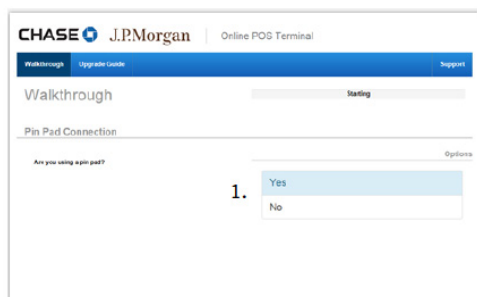 CHASE J.P.Morgan Online POS Terminal
Walkthrough Upgrade Guide Support
Walkthrough Starting
Pin Pad Connection
Options
Are you using a pin pad?
1. Yes
No